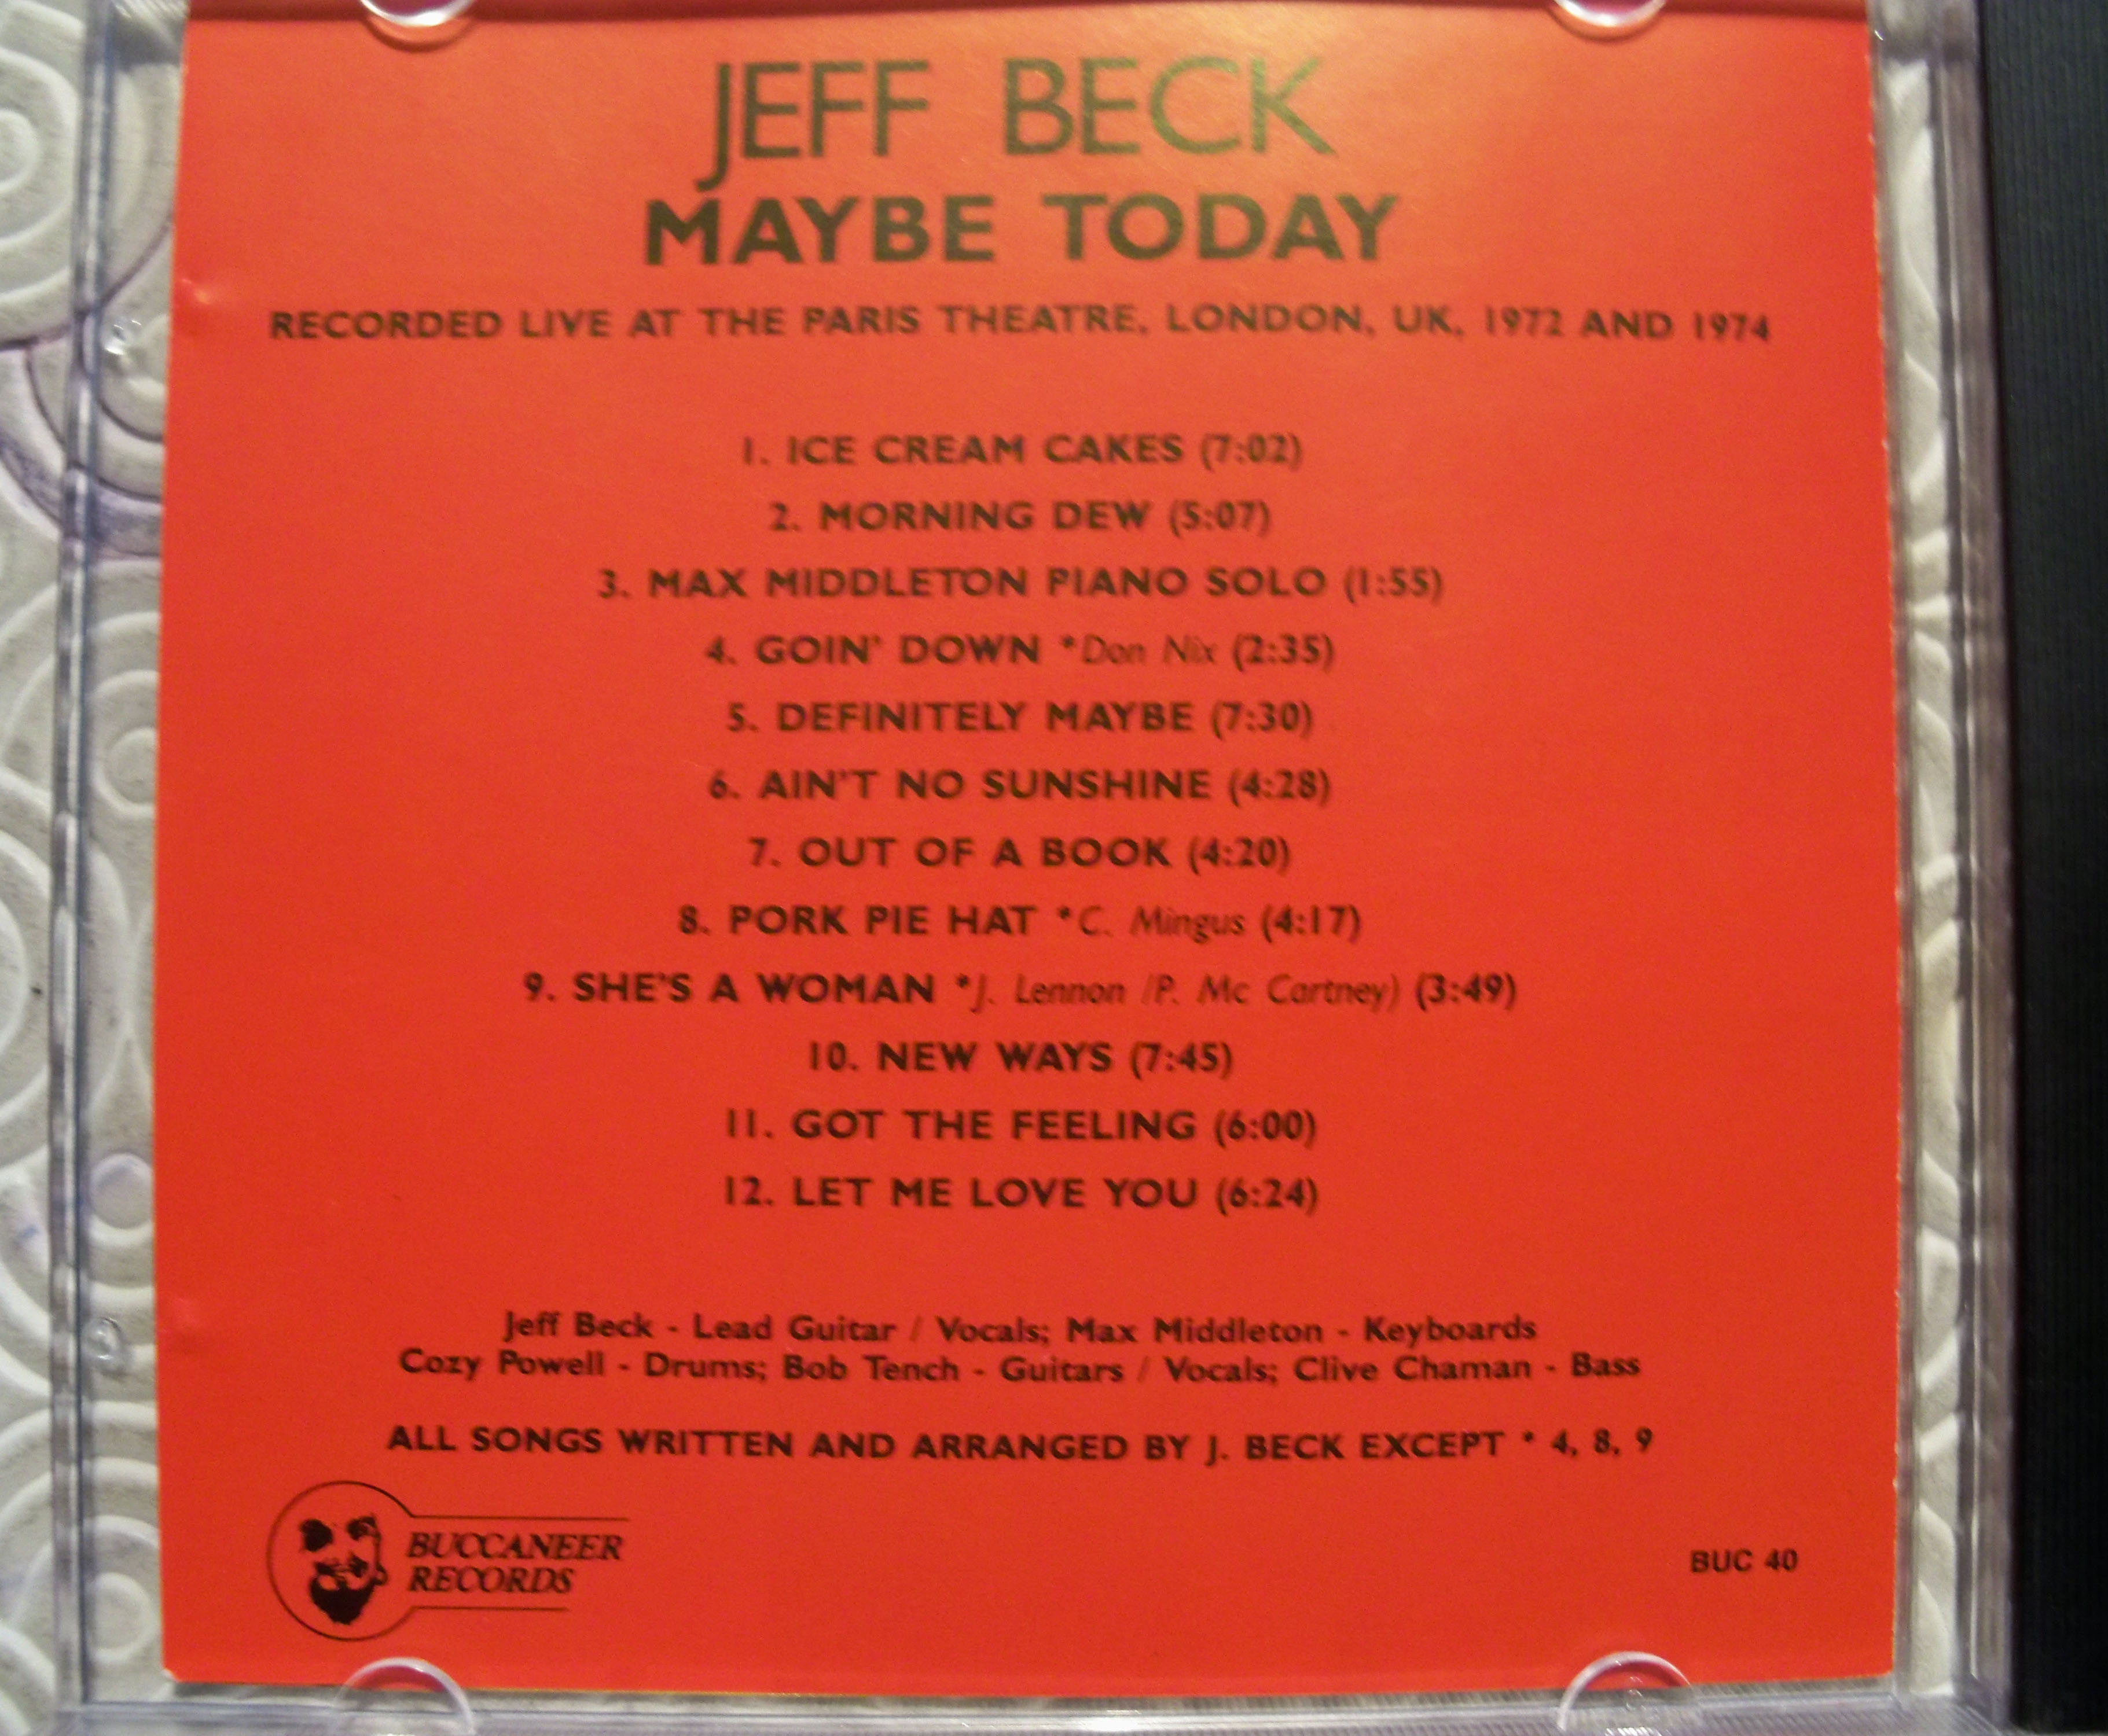 JEFF BECK
MAYBE TODAY
RECORDED LIVE AT THE PARIS THEATRE, LONDON, UK, 1972 AND 1974
1. ICE CREAM CAKES (7:02)
2. MORNING DEW (5:07)
3. MAX MIDDLETON PIANO SOLO (1:55)
4. GOIN' DOWN *Don Nix (2:35)
5. DEFINITELY MAYBE (7:30)
6. AIN'T NO SUNSHINE (4:28)
7. OUT OF A BOOK (4:20)
8. PORK PIE HAT *C. Mingus (4:17)
9. SHE'S A WOMAN *J. Lennon /P. Mc Cartney) (3:49)
10. NEW WAYS (7:45)
11. GOT THE FEELING (6:00)
12. LET ME LOVE YOU (6:24)
Jeff Beck - Lead Guitar / Vocals; Max Middleton - Keyboards
Cozy Powell - Drums; Bob Tench - Guitars / Vocals; Clive Chaman - Bass
ALL SONGS WRITTEN AND ARRANGED BY J. BECK EXCEPT * 4, 8, 9
BUCCANEER
RECORDS
BUC 40